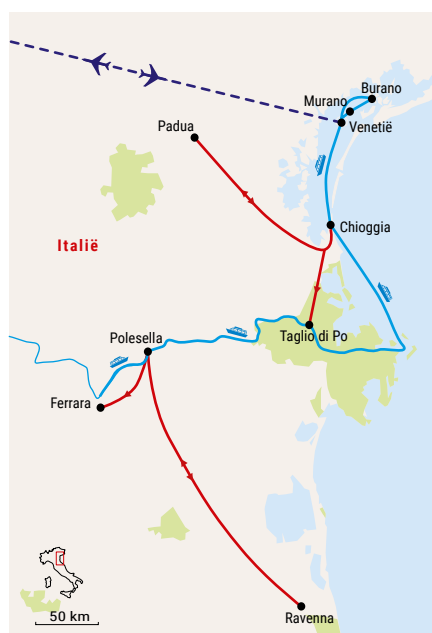 Burano
Murano
Venetië
Padua
Chioggia
Italië
Taglio di Po
Polesella
Ferrara
Ravenna
50 km